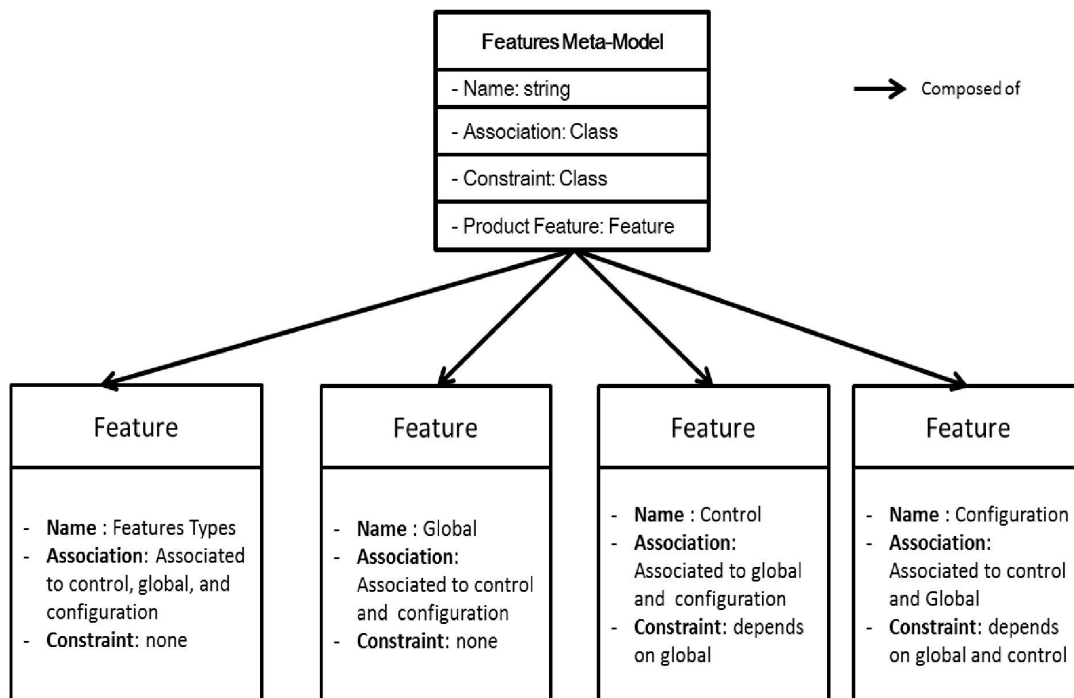 Features Meta-Model
- Name: string
- Association: Class
- Constraint: Class
- Product Feature: Feature
Composed of
Feature
- Name : Features Types
- Association: Associated
to control, global, and
configuration
- Constraint: none
Feature
- Name : Global
- Association:
Associated to control
and configuration
- Constraint: none
Feature
- Name : Control
- Association:
Associated to global
and configuration
- Constraint: depends
on global
Feature
- Name : Configuration
- Association:
Associated to control
and Global
- Constraint: depends
on global and control